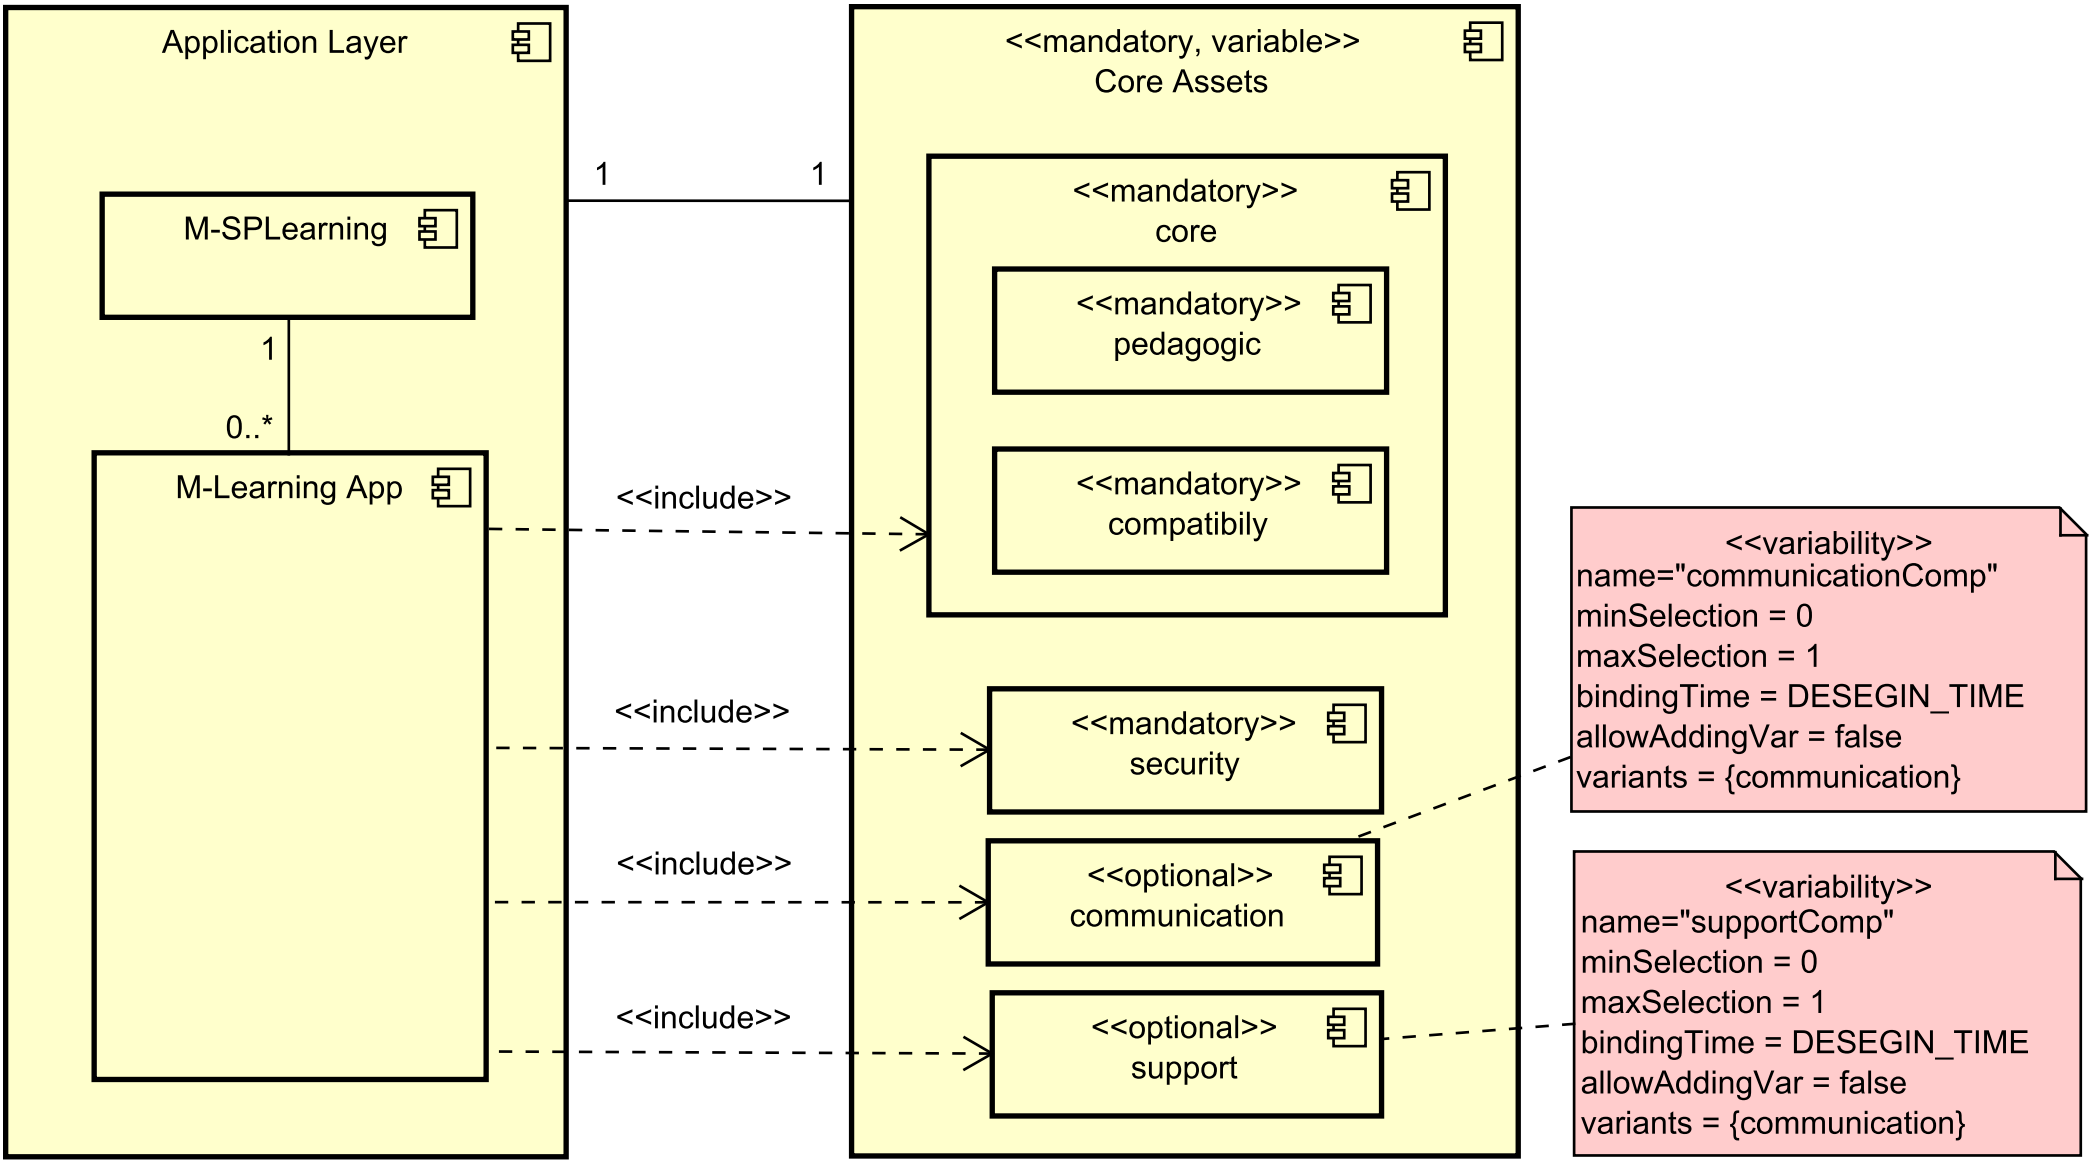 Application Layer
M-SPLearning
1
0..*
M-Learning App
1
1
<<include>>
<<include>>
<<include>>
<<include>>
<<mandatory, variable>>
Core Assets
<<mandatory>>
core
<<mandatory>>
pedagogic
<<mandatory>>
compatibily
<<mandatory>>
security
<<optional>>
communication
<<optional>>
support
<<variability>>
name="communicationComp"
minSelection = 0
maxSelection = 1
bindingTime = DESEGIN_TIME
allowAddingVar = false
variants = {communication}
<<variability>>
name="supportComp"
minSelection = 0
maxSelection = 1
bindingTime = DESEGIN_TIME
allowAddingVar = false
variants = {communication}